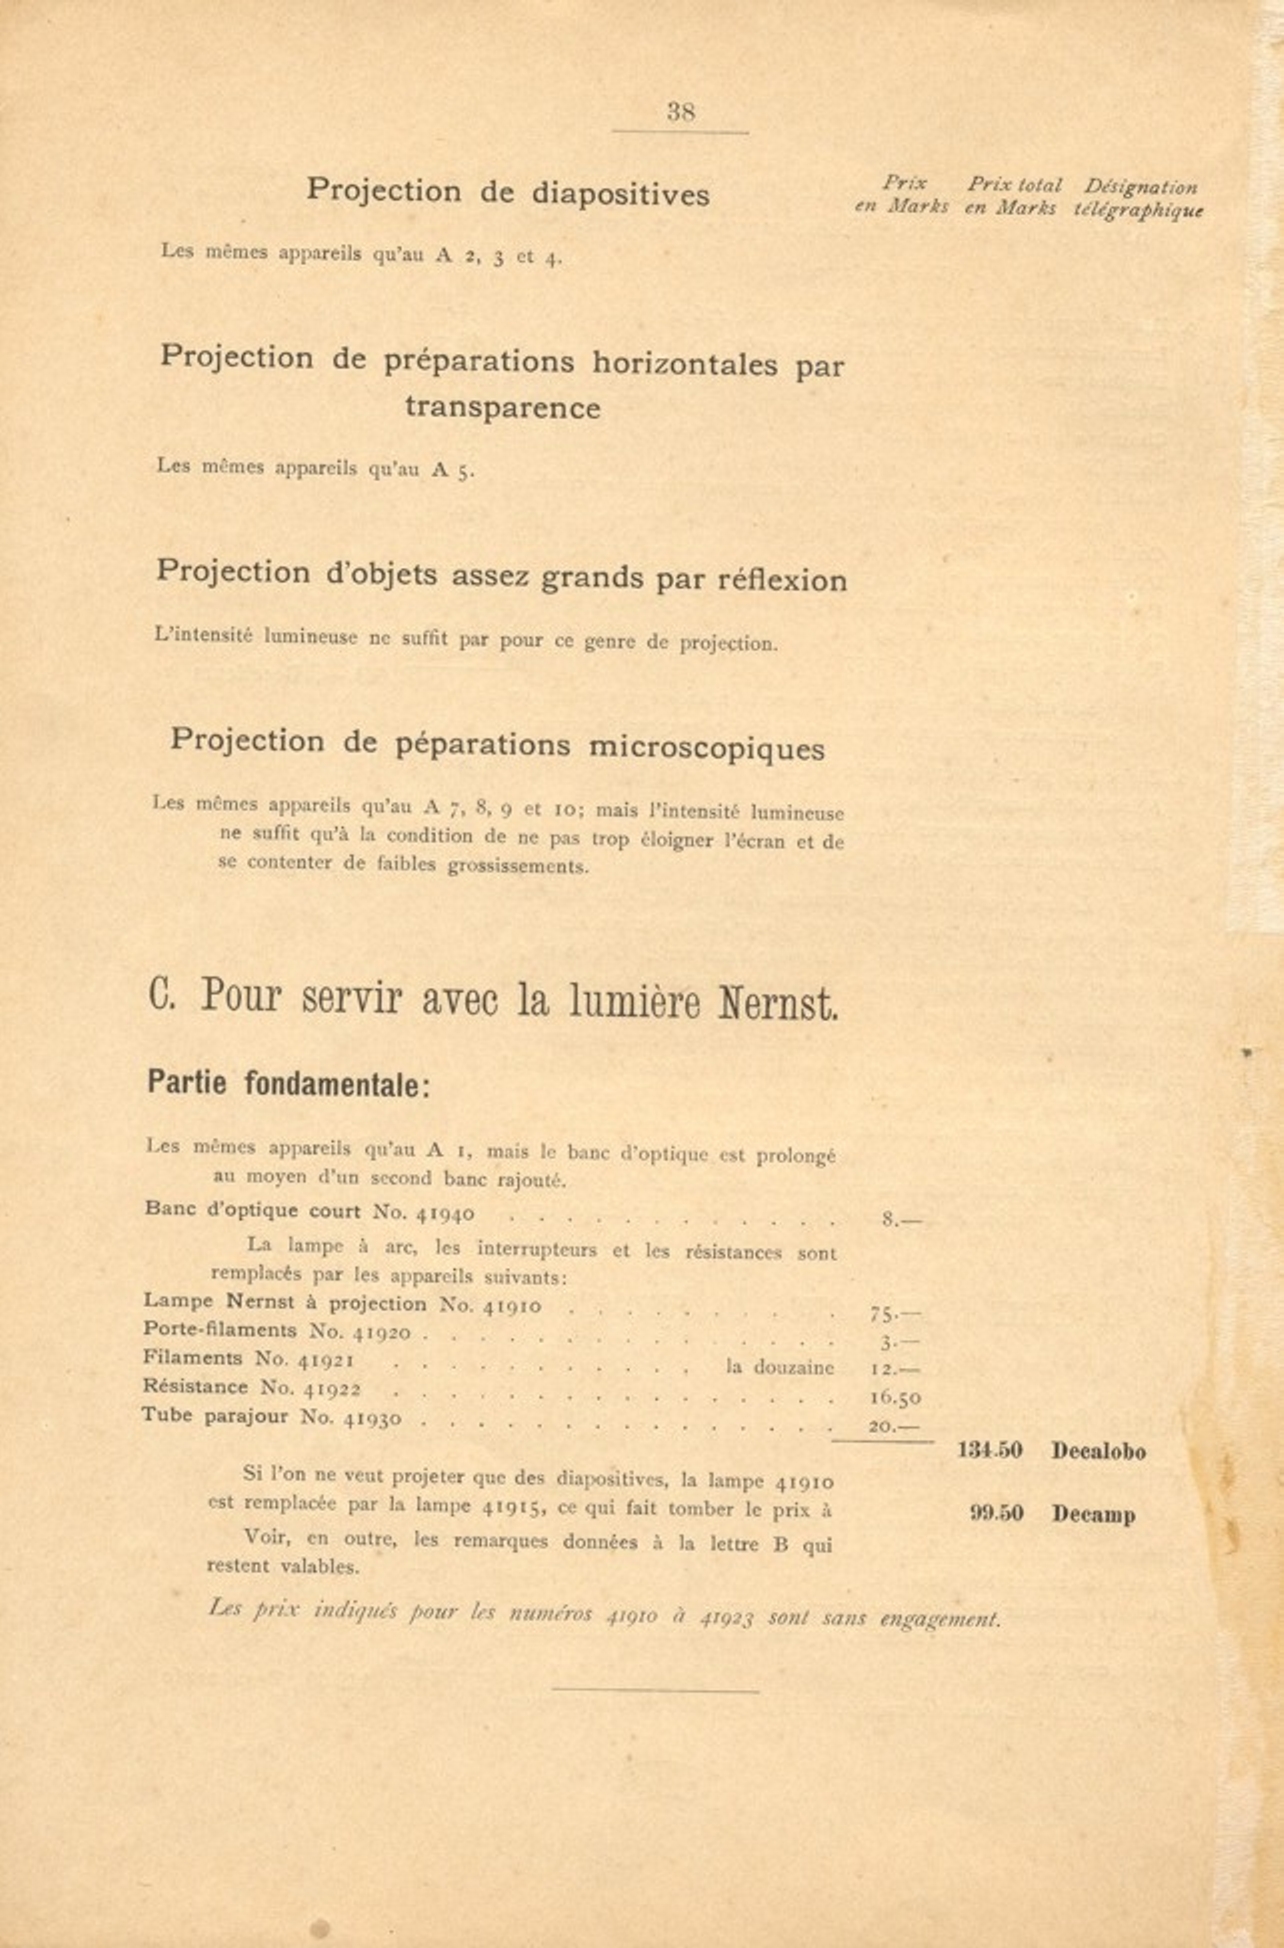 38
Projection de diapositives
Prix Prix total Désignation
en Marks en Marks télégraphique
Les mêmes appareils qu'au A 2, 3 et 4.
Projection de préparations horizontales par
transparence
Les mêmes appareils qu'au A 5.
Projection d'objets assez grands par réflexion
L'intensité lumineuse ne suffit par pour ce genre de projection.
Projection de péparations microscopiques
Les mêmes appareils qu'au A 7, 8, 9 et 10; mais l'intensité lumineuse
ne suffit qu'à la condition de ne pas trop éloigner l'écran et de
se contenter de faibles grossissements.
C. Pour servir avec la lumière Nernst.
Partie fondamentale:
Les mêmes appareils qu'au A 1, mais le banc d'optique est prolongé
au moyen d'un second banc rajouté.
Banc d'optique court No. 41940 . . . . . . . . . . . . 8.—
La lampe à arc, les interrupteurs et les résistances sont
remplacés par les appareils suivants:
Lampe Nernst à projection No. 41910 . . . . . . . . . . 75.—
Porte-filaments No. 41920 . . . . . . . . . . . . . . . 3.—
Filaments No. 41921 . . . . . . . . . . . la douzaine 12.—
Résistance No. 41922 . . . . . . . . . . . . . . . . 16.50
Tube parajour No. 41930 . . . . . . . . . . . . . . . 20.—
134.50 Decalobo
Si l'on ne veut projeter que des diapositives, la lampe 41910
est remplacée par la lampe 41915, ce qui fait tomber le prix à 99.50 Decamp
Voir, en outre, les remarques données à la lettre B qui
restent valables.
Les prix indiqués pour les numéros 41910 à 41923 sont sans engagement.